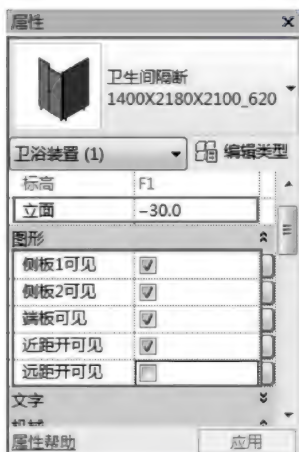 属性
卫生间隔断
1400X2180X2100_620
卫浴装置 (1)
编辑类型
标高 F1
立面 -30.0
图形
侧板1可见
侧板2可见
端板可见
近距开可见
远距开可见
文字
属性帮助
应用